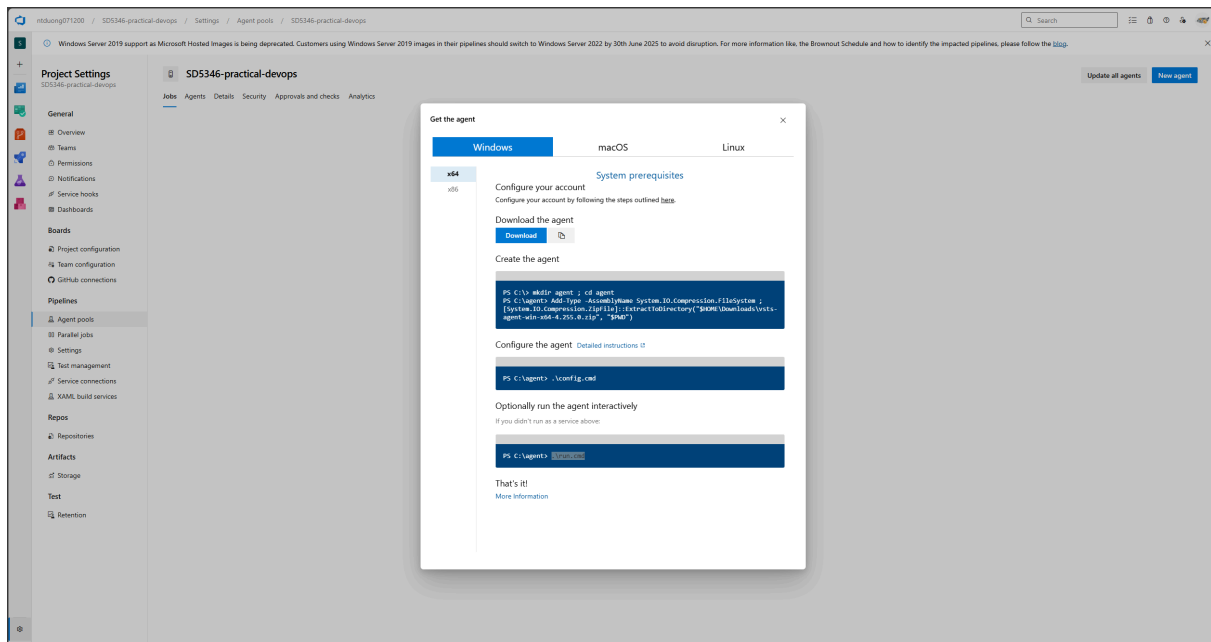 ntduong071200 / SD5346-practical-devops / Settings / Agent pools / SD5346-practical-devops
Search
S
Windows Server 2019 support as Microsoft Hosted Images is being deprecated. Customers using Windows Server 2019 images in their pipelines should switch to Windows Server 2022 by 30th June 2025 to avoid disruption. For more information like, the Brownout Schedule and how to identify the impacted pipelines, please follow the blog.
Project Settings
SD5346-practical-devops
General
Overview
Teams
Permissions
Notifications
Service hooks
Dashboards
Boards
Project configuration
Team configuration
GitHub connections
Pipelines
Agent pools
Parallel jobs
Settings
Test management
Service connections
XAML build services
Repos
Repositories
Artifacts
Storage
Test
Retention
SD5346-practical-devops
Update all agents
New agent
Jobs Agents Details Security Approvals and checks Analytics
Get the agent
Windows macOS Linux
x64
x86
System prerequisites
Configure your account
Configure your account by following the steps outlined here.
Download the agent
Download
Create the agent
PS C:\> mkdir agent ; cd agent
PS C:\agent> Add-Type -AssemblyName System.IO.Compression.FileSystem ;
[System.IO.Compression.ZipFile]::ExtractToDirectory("$HOME\Downloads\vsts-
agent-win-x64-4.255.0.zip", "$PWD")
Configure the agent Detailed instructions
PS C:\agent> .\config.cmd
Optionally run the agent interactively
If you didn't run as a service above:
PS C:\agent> .\run.cmd
That's it!
More Information